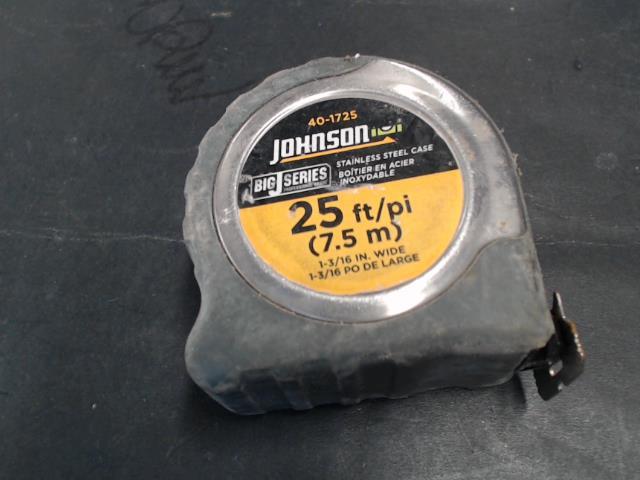 40-1725
JOHNSON
BIG J SERIES
STAINLESS STEEL CASE
BOÎTIER EN ACIER
INOXYDABLE
25 ft/pi
(7.5 m)
1-3/16 IN. WIDE
1-3/16 PO DE LARGE